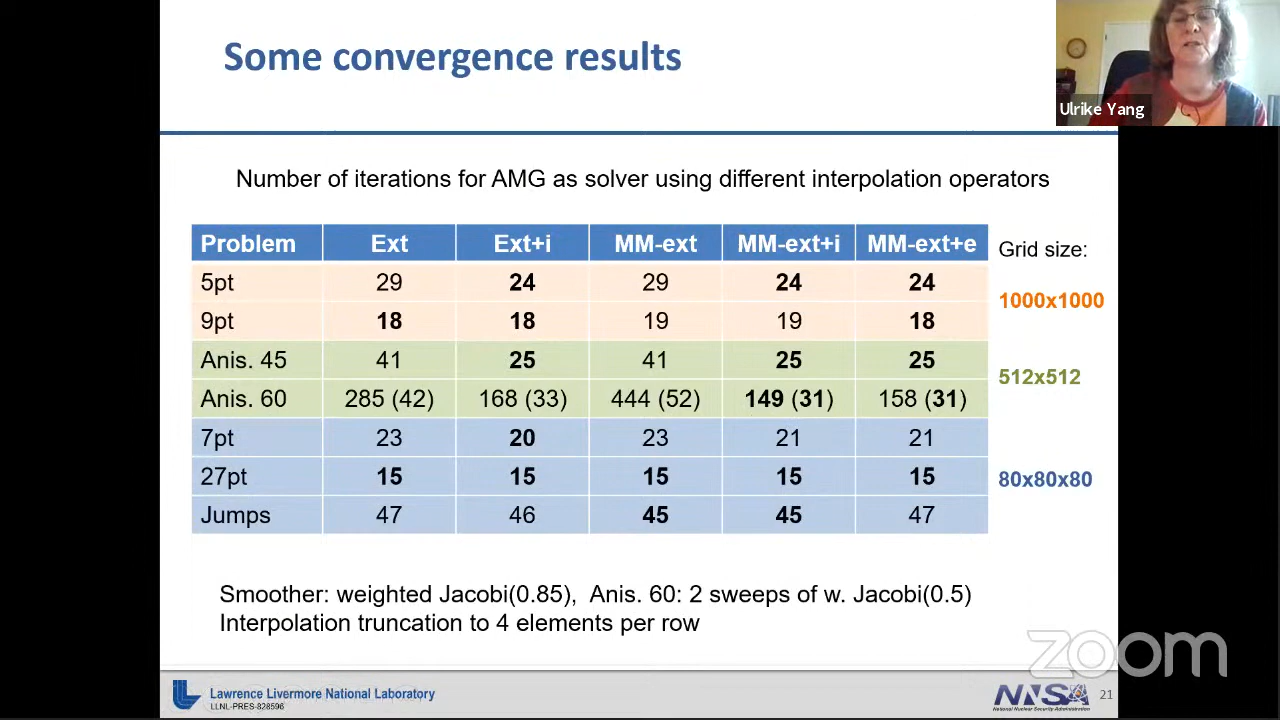 Some convergence results
Ulrike Yang
Number of iterations for AMG as solver using different interpolation operators
Problem Ext Ext+i MM-ext MM-ext+i MM-ext+e
Grid size:
5pt 29 24 29 24 24
1000x1000
9pt 18 18 19 19 18
Anis. 45 41 25 41 25 25
512x512
Anis. 60 285 (42) 168 (33) 444 (52) 149 (31) 158 (31)
7pt 23 20 23 21 21
27pt 15 15 15 15 15
80x80x80
Jumps 47 46 45 45 47
Smoother: weighted Jacobi(0.85), Anis. 60: 2 sweeps of w. Jacobi(0.5)
Interpolation truncation to 4 elements per row
zoom
Lawrence Livermore National Laboratory
LLNL-PRES-828596
NNSA
National Nuclear Security Administration
21